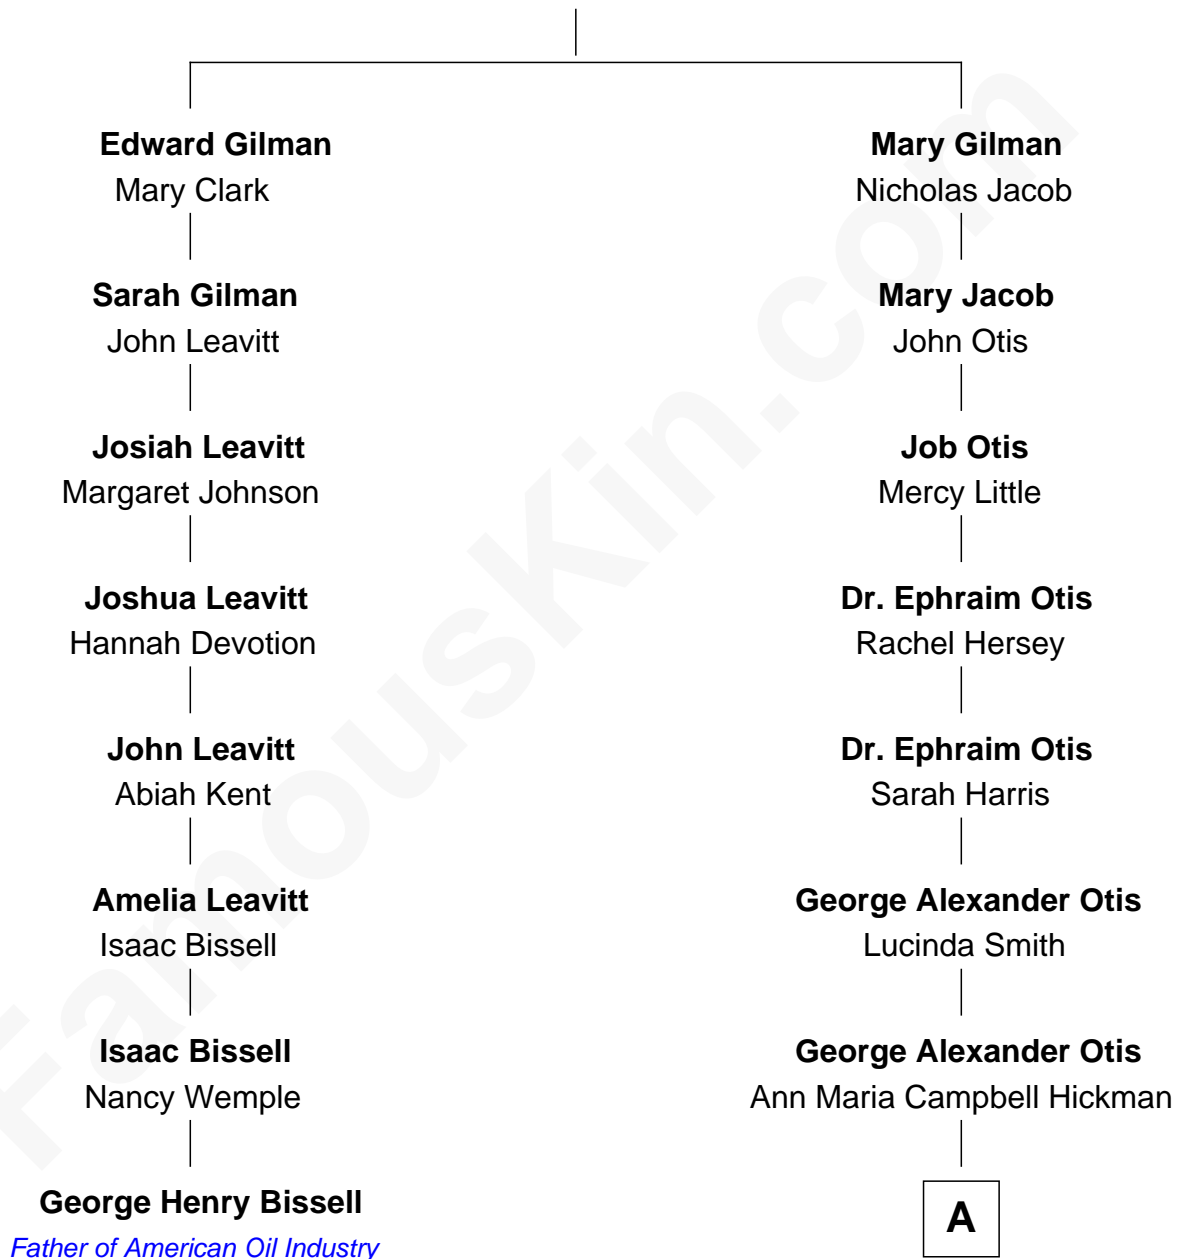 Edward Gilman
Mary Clark
Sarah Gilman
John Leavitt
Josiah Leavitt
Margaret Johnson
Joshua Leavitt
Hannah Devotion
John Leavitt
Abiah Kent
Amelia Leavitt
Isaac Bissell
Isaac Bissell
Nancy Wemple
George Henry Bissell
Father of American Oil Industry
Mary Gilman
Nicholas Jacob
Mary Jacob
John Otis
Job Otis
Mercy Little
Dr. Ephraim Otis
Rachel Hersey
Dr. Ephraim Otis
Sarah Harris
George Alexander Otis
Lucinda Smith
George Alexander Otis
Ann Maria Campbell Hickman
A
FamousKin.com